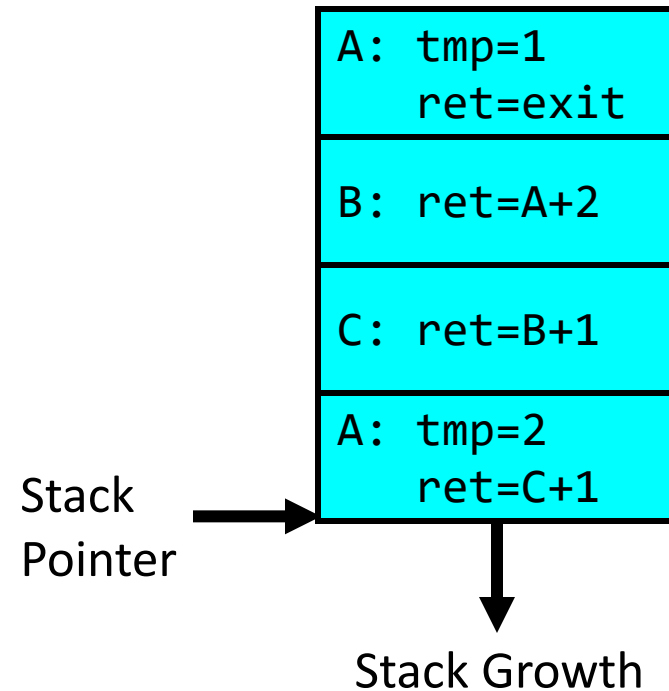 A: tmp=1
ret=exit
B: ret=A+2
C: ret=B+1
A: tmp=2
ret=C+1
Stack
Pointer
Stack Growth